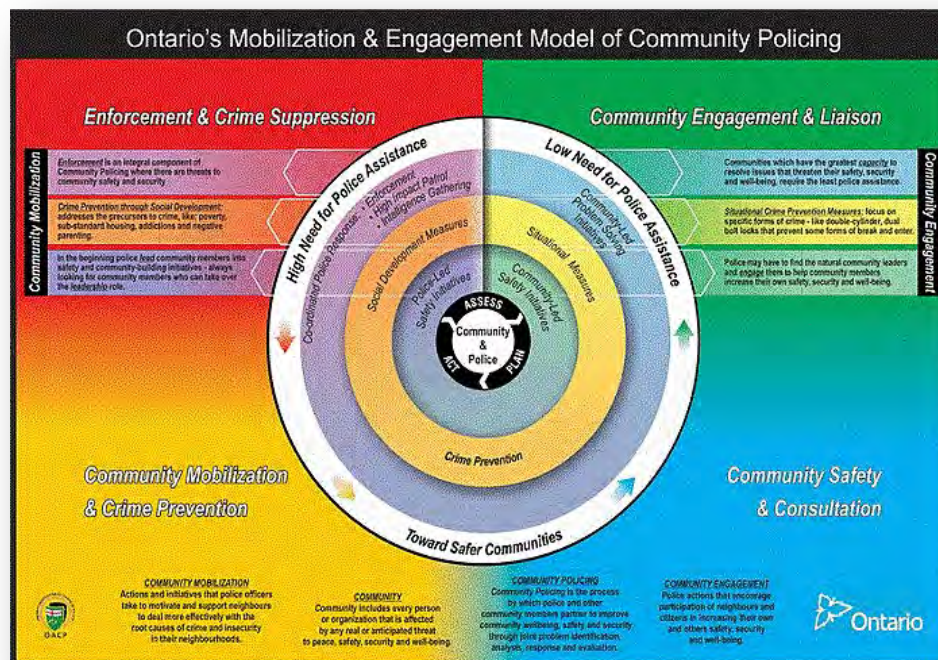 Ontario's Mobilization & Engagement Model of Community Policing
Enforcement & Crime Suppression
Community Engagement & Liaison
Community Mobilization
Enforcement is an integral component of
Community Policing where there are threats to
community safety and security
Crime Prevention through Social Development:
addresses the precursors to crime, like: poverty,
sub-standard housing, addictions and negative
parenting.
In the beginning police lead community members into
safety and community-building initiatives - always
looking for community members who can take over
the leadership role.
High Need for Police Assistance
Low Need for Police Assistance
Co-ordinated Police Response:
• Enforcement
• High Impact Patrol
• Intelligence Gathering
Social Development Measures
Police-Led
Safety Initiatives
Community-Led
Safety Initiatives
Situational Measures
Community-Led
Problem Solving
Initiatives
ASSESS
PLAN
ACT
Community
&
Police
Crime Prevention
Toward Safer Communities
Communities which have the greatest capacity to
resolve issues that threaten their safety, security
and well-being, require the least police assistance.
Situational Crime Prevention Measures: focus on
specific forms of crime - like double-cylinder, dual
bolt locks that prevent some forms of break and enter.
Police may have to find the natural community leaders
and engage them to help community members
increase their own safety, security and well-being.
Community Engagement
Community Mobilization
& Crime Prevention
Community Safety
& Consultation
OACP
COMMUNITY MOBILIZATION
Actions and initiatives that police officers
take to motivate and support neighbours
to deal more effectively with the
root causes of crime and insecurity
in their neighbourhoods.
COMMUNITY
Community includes every person
or organization that is affected
by any real or anticipated threat
to peace, safety, security and well-being.
COMMUNITY POLICING
Community Policing is the process
by which police and other
community members partner to improve
community wellbeing, safety and security
through joint problem identification,
analysis, response and evaluation.
COMMUNITY ENGAGEMENT
Police actions that encourage
participation of neighbours and
citizens in increasing their own
and others safety, security
and well-being.
Ontario